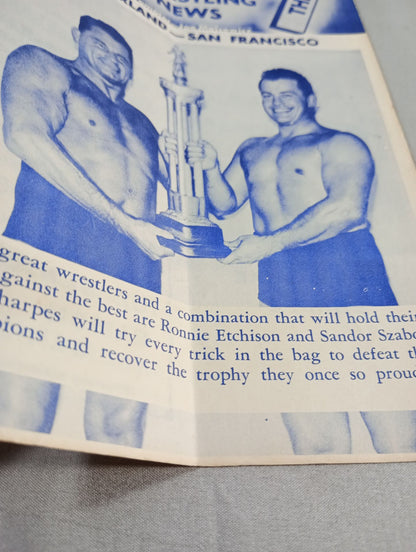 NEWS
THE
SAN FRANCISCO
great wrestlers and a combination that will hold their
against the best are Ronnie Etchison and Sandor Szabo
harpes will try every trick in the bag to defeat th
ions and recover the trophy they once so proud